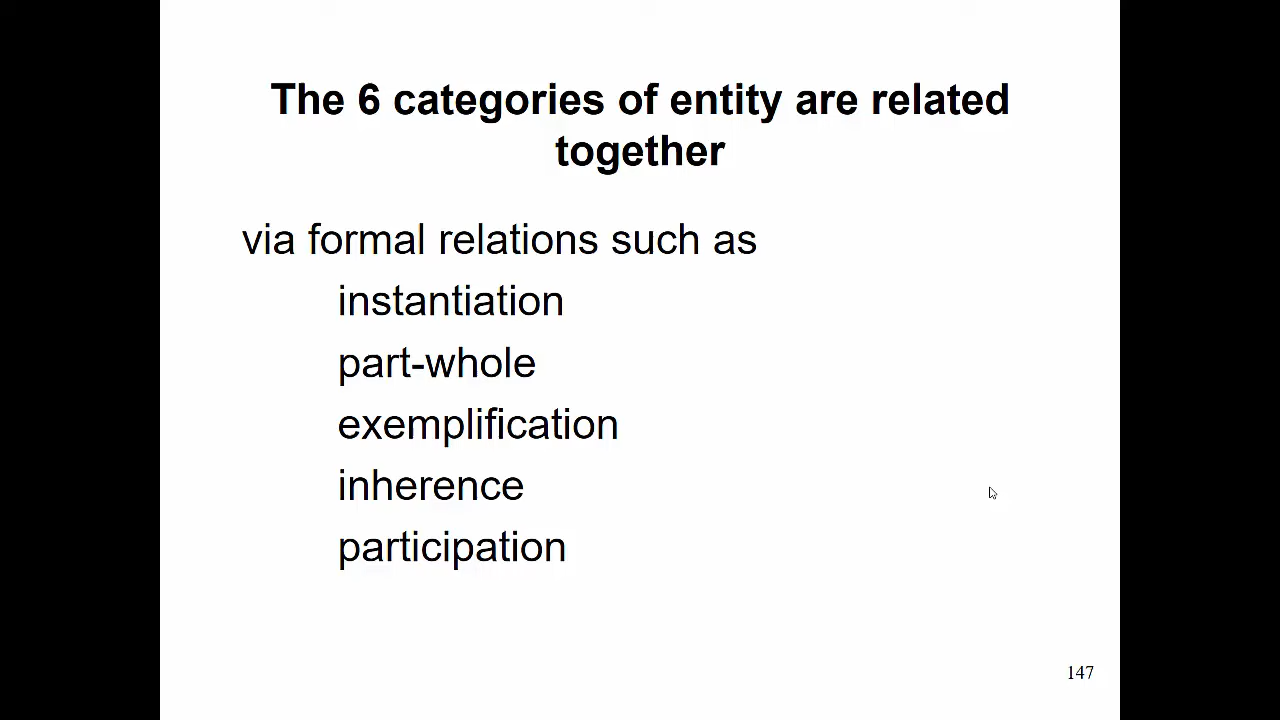 The 6 categories of entity are related
together
via formal relations such as
instantiation
part-whole
exemplification
inherence
participation
147